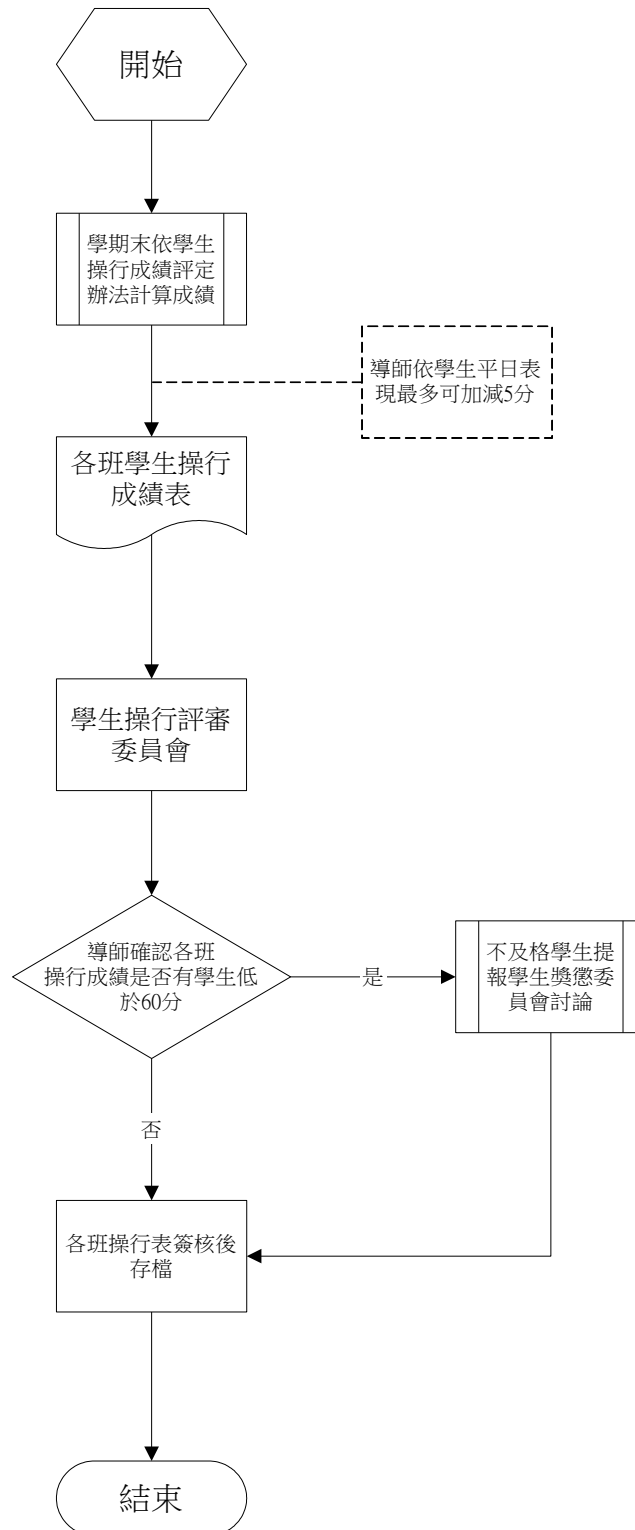 開始
學期末依學生
操行成績評定
辦法計算成績
導師依學生平日表
現最多可加減5分
各班學生操行
成績表
學生操行評審
委員會
導師確認各班
操行成績是否有學生低
於60分
是
不及格學生提
報學生獎懲委
員會討論
否
各班操行表簽核後
存檔
結束